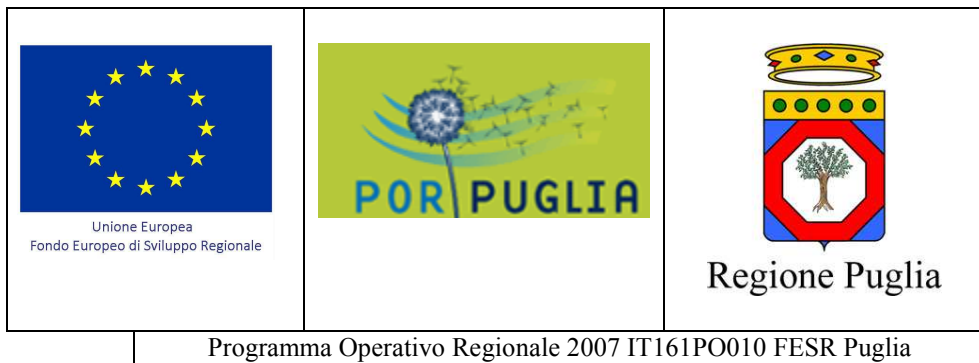 Unione Europea
Fondo Europeo di Sviluppo Regionale
POR PUGLIA
Regione Puglia
Programma Operativo Regionale 2007 IT161PO010 FESR Puglia